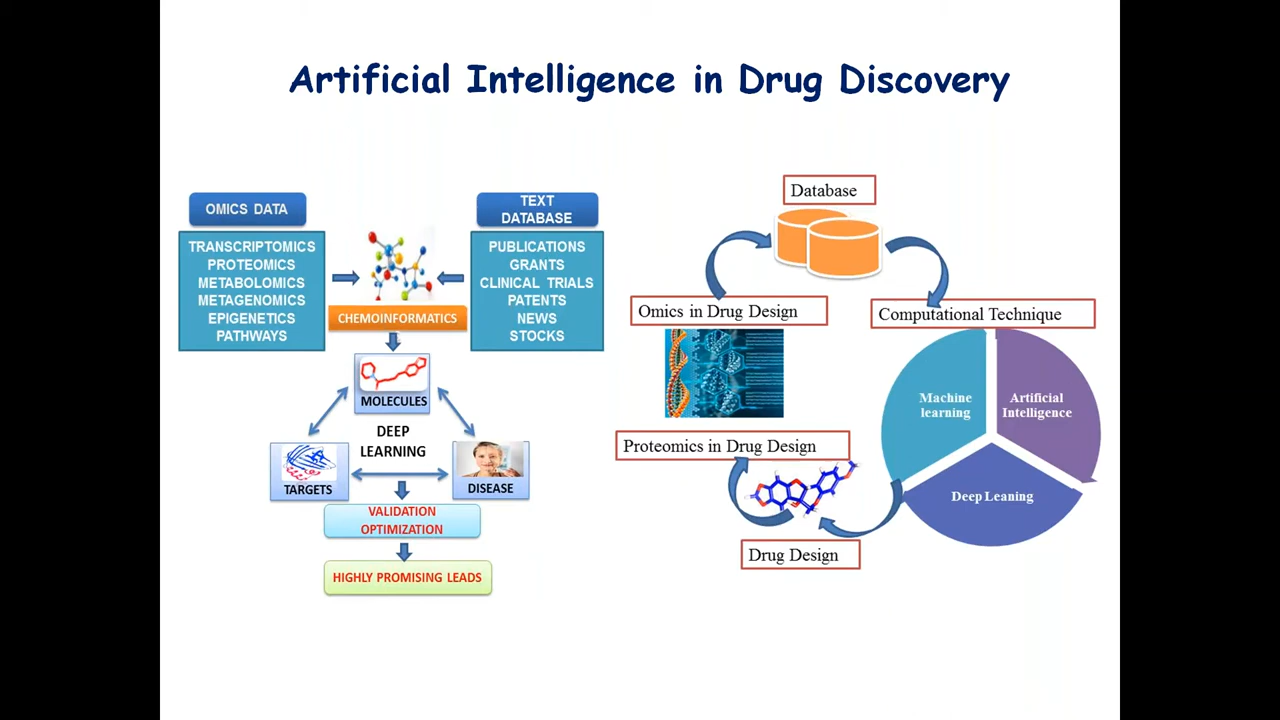 Artificial Intelligence in Drug Discovery
OMICS DATA
TRANSCRIPTOMICS
PROTEOMICS
METABOLOMICS
METAGENOMICS
EPIGENETICS
PATHWAYS
TEXT
DATABASE
PUBLICATIONS
GRANTS
CLINICAL TRIALS
PATENTS
NEWS
STOCKS
CHEMOINFORMATICS
MOLECULES
DEEP
LEARNING
TARGETS
DISEASE
VALIDATION
OPTIMIZATION
HIGHLY PROMISING LEADS
Database
Omics in Drug Design
Computational Technique
Machine
learning
Artificial
Intelligence
Deep Leaning
Proteomics in Drug Design
Drug Design